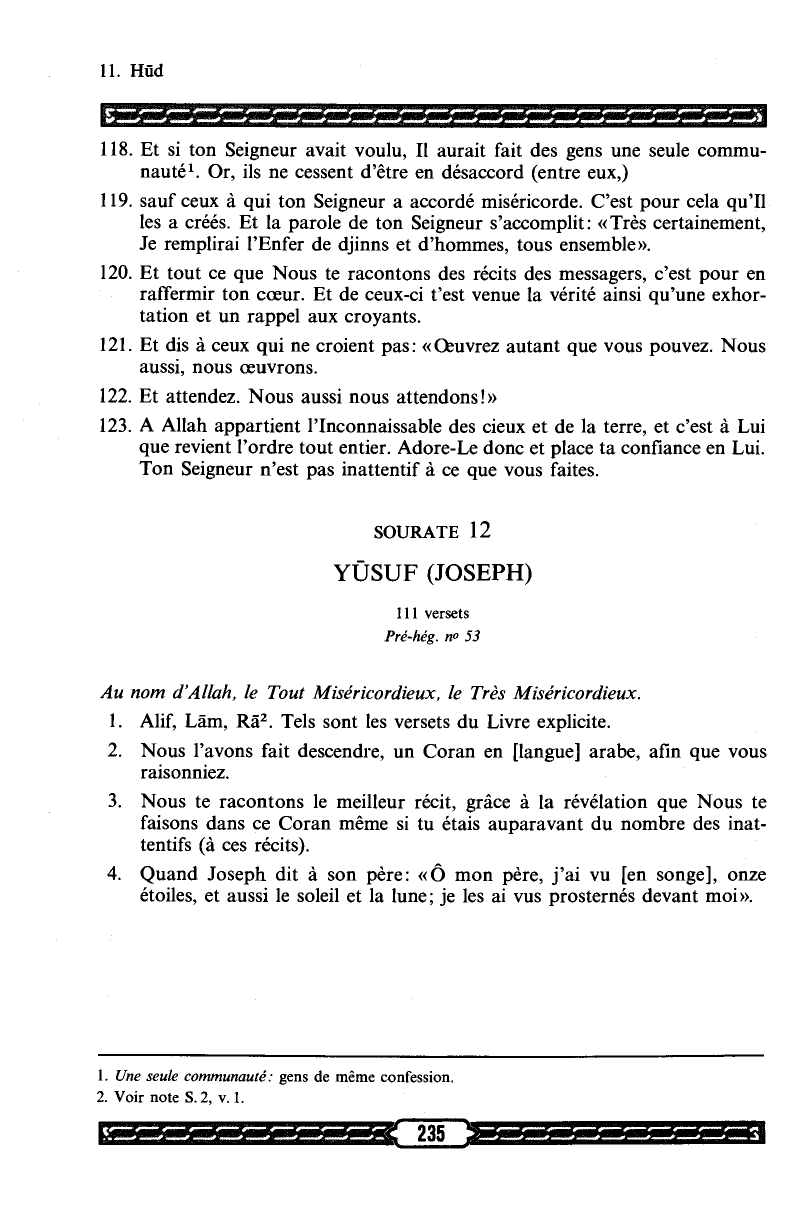 11. Hūd
118. Et si ton Seigneur avait voulu, Il aurait fait des gens une seule commu-
nauté¹. Or, ils ne cessent d’être en désaccord (entre eux,)
119. sauf ceux à qui ton Seigneur a accordé miséricorde. C’est pour cela qu’Il
les a créés. Et la parole de ton Seigneur s’accomplit: «Très certainement,
Je remplirai l’Enfer de djinns et d’hommes, tous ensemble».
120. Et tout ce que Nous te racontons des récits des messagers, c’est pour en
raffermir ton cœur. Et de ceux-ci t’est venue la vérité ainsi qu’une exhor-
tation et un rappel aux croyants.
121. Et dis à ceux qui ne croient pas: «Œuvrez autant que vous pouvez. Nous
aussi, nous œuvrons.
122. Et attendez. Nous aussi nous attendons!»
123. A Allah appartient l’Inconnaissable des cieux et de la terre, et c’est à Lui
que revient l’ordre tout entier. Adore-Le donc et place ta confiance en Lui.
Ton Seigneur n’est pas inattentif à ce que vous faites.
SOURATE 12
YŪSUF (JOSEPH)
111 versets
Pré-hég. nº 53
Au nom d’Allah, le Tout Miséricordieux, le Très Miséricordieux.
1. Alif, Lām, Rā². Tels sont les versets du Livre explicite.
2. Nous l’avons fait descendre, un Coran en [langue] arabe, afin que vous
raisonniez.
3. Nous te racontons le meilleur récit, grâce à la révélation que Nous te
faisons dans ce Coran même si tu étais auparavant du nombre des inat-
tentifs (à ces récits).
4. Quand Joseph dit à son père: «Ô mon père, j’ai vu [en songe], onze
étoiles, et aussi le soleil et la lune; je les ai vus prosternés devant moi».
1. Une seule communauté: gens de même confession.
2. Voir note S. 2, v. 1.
235